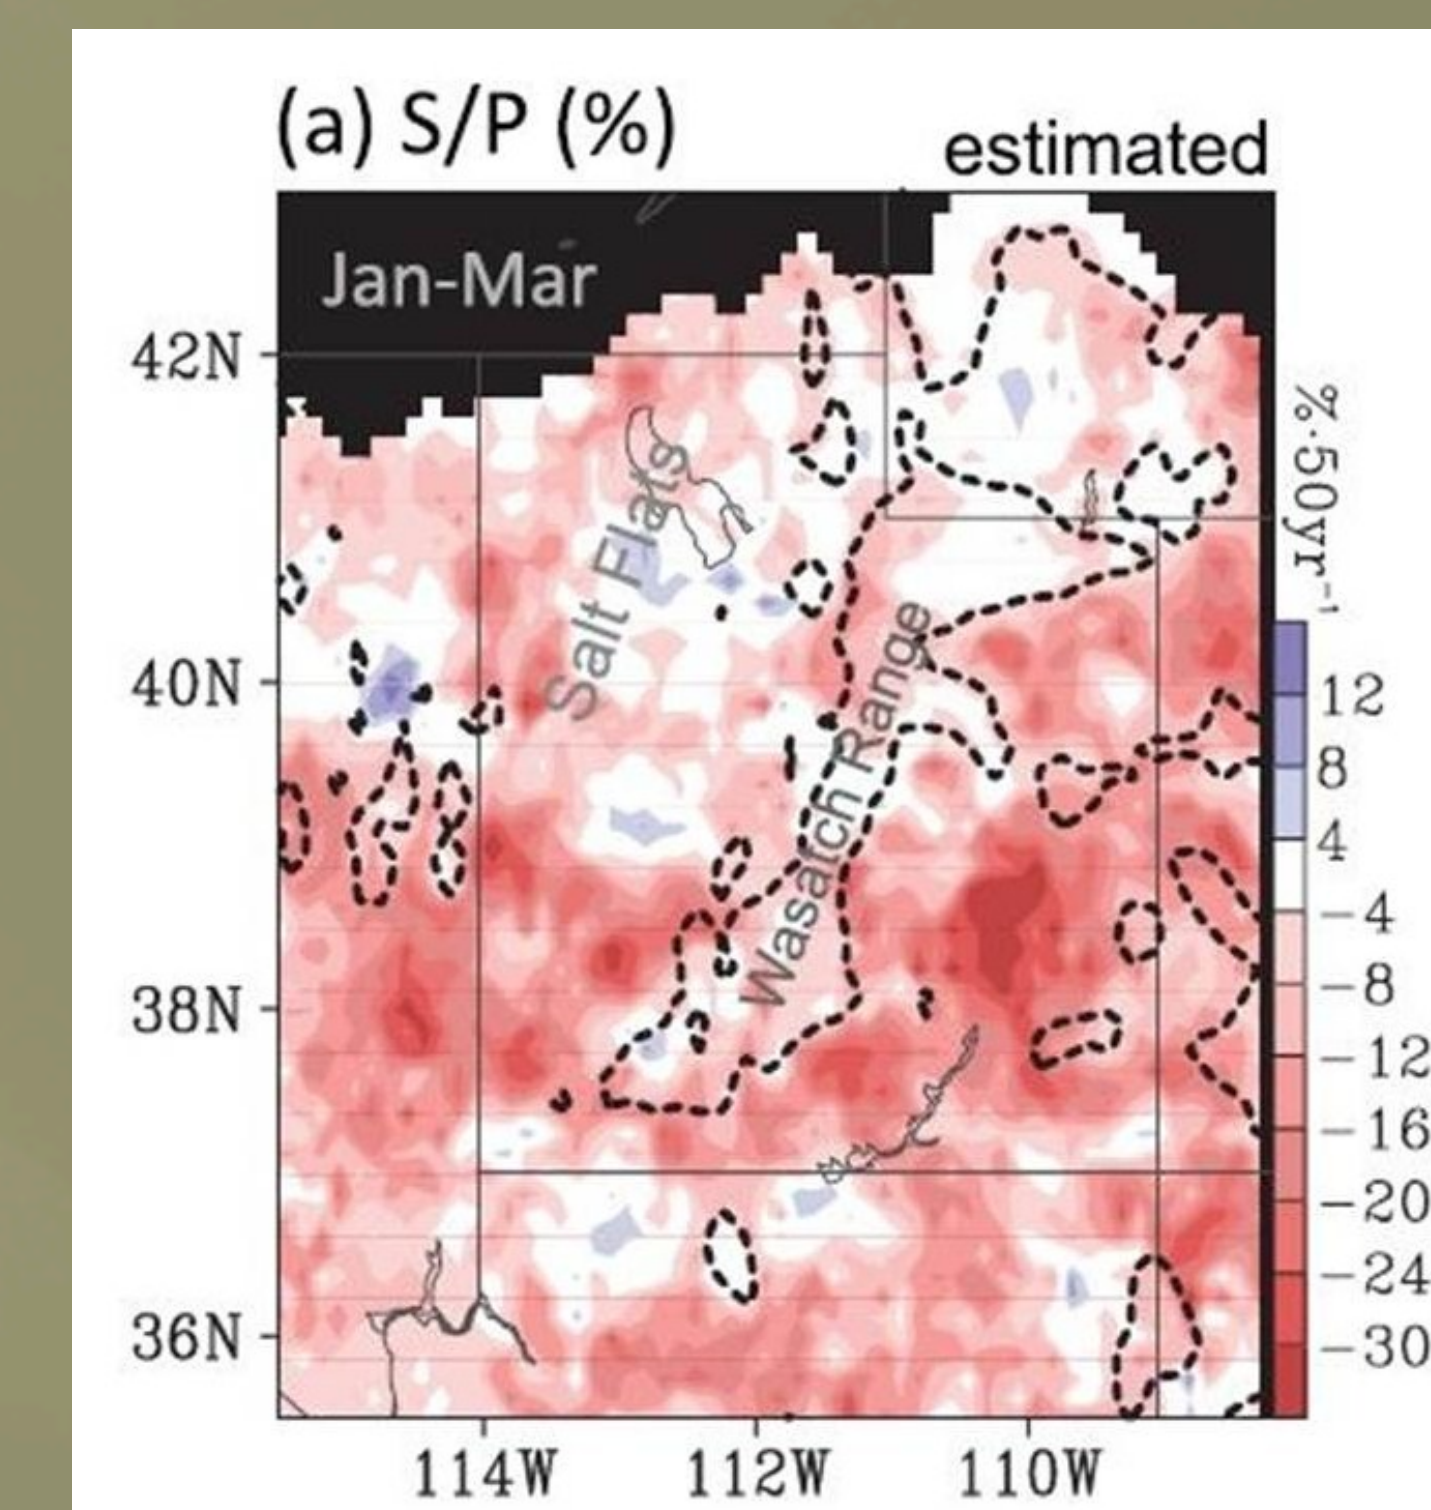 (a) S/P (%)
estimated
Jan-Mar
42N
40N
38N
36N
Salt Flats
Wasatch Range
%·50yr⁻¹
12
8
4
−4
−8
−12
−16
−20
−24
−30
114W
112W
110W